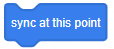 sync at this point